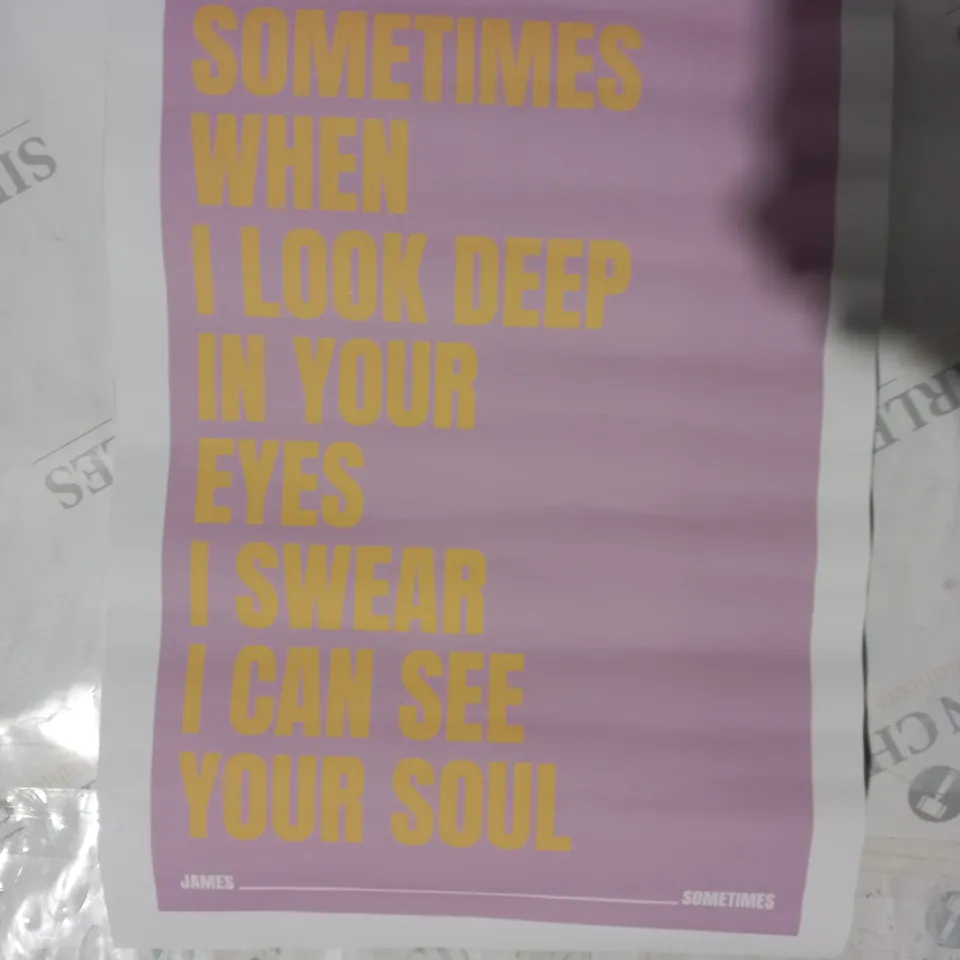 SOMETIMES
WHEN
I LOOK DEEP
IN YOUR
EYES
I SWEAR
I CAN SEE
YOUR SOUL
JAMES SOMETIMES